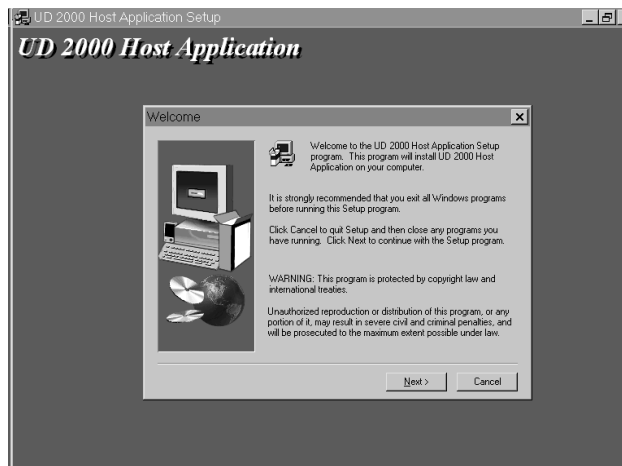 UD 2000 Host Application Setup
UD 2000 Host Application
Welcome
Welcome to the UD 2000 Host Application Setup
program. This program will install UD 2000 Host
Application on your computer.
It is strongly recommended that you exit all Windows programs
before running this Setup program.
Click Cancel to quit Setup and then close any programs you
have running. Click Next to continue with the Setup program.
WARNING: This program is protected by copyright law and
international treaties.
Unauthorized reproduction or distribution of this program, or any
portion of it, may result in severe civil and criminal penalties, and
will be prosecuted to the maximum extent possible under law.
Next >
Cancel